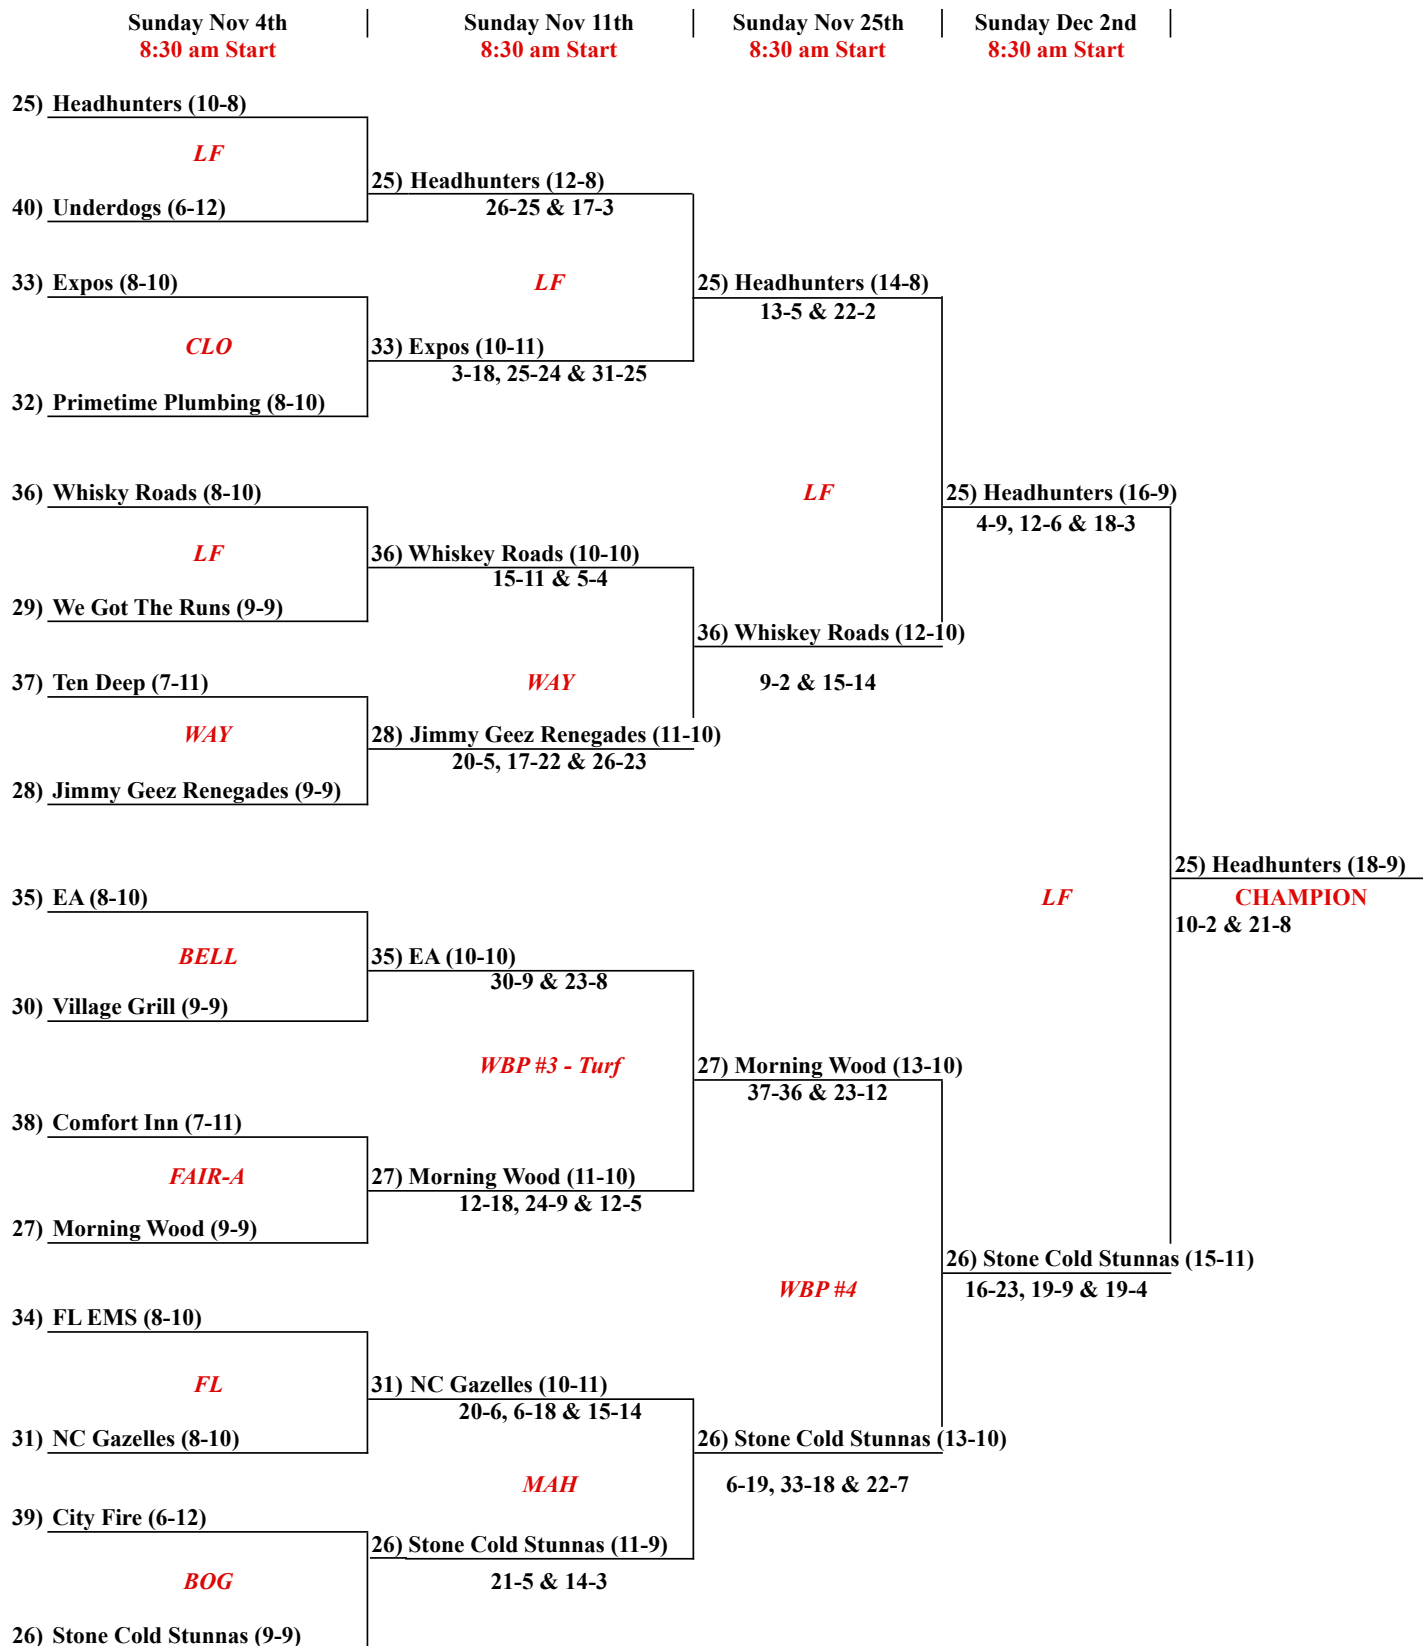 Sunday Nov 4th
8:30 am Start
Sunday Nov 11th
8:30 am Start
Sunday Nov 25th
8:30 am Start
Sunday Dec 2nd
8:30 am Start
25) Headhunters (10-8)
LF
40) Underdogs (6-12)
33) Expos (8-10)
CLO
32) Primetime Plumbing (8-10)
36) Whisky Roads (8-10)
LF
29) We Got The Runs (9-9)
37) Ten Deep (7-11)
WAY
28) Jimmy Geez Renegades (9-9)
35) EA (8-10)
BELL
30) Village Grill (9-9)
38) Comfort Inn (7-11)
FAIR-A
27) Morning Wood (9-9)
34) FL EMS (8-10)
FL
31) NC Gazelles (8-10)
39) City Fire (6-12)
BOG
26) Stone Cold Stunnas (9-9)
25) Headhunters (12-8)
26-25 & 17-3
LF
33) Expos (10-11)
3-18, 25-24 & 31-25
36) Whiskey Roads (10-10)
15-11 & 5-4
WAY
28) Jimmy Geez Renegades (11-10)
20-5, 17-22 & 26-23
35) EA (10-10)
30-9 & 23-8
WBP #3 - Turf
27) Morning Wood (11-10)
12-18, 24-9 & 12-5
31) NC Gazelles (10-11)
20-6, 6-18 & 15-14
MAH
26) Stone Cold Stunnas (11-9)
21-5 & 14-3
25) Headhunters (14-8)
13-5 & 22-2
LF
36) Whiskey Roads (12-10)
9-2 & 15-14
27) Morning Wood (13-10)
37-36 & 23-12
WBP #4
26) Stone Cold Stunnas (13-10)
6-19, 33-18 & 22-7
25) Headhunters (16-9)
4-9, 12-6 & 18-3
LF
26) Stone Cold Stunnas (15-11)
16-23, 19-9 & 19-4
25) Headhunters (18-9)
CHAMPION
10-2 & 21-8